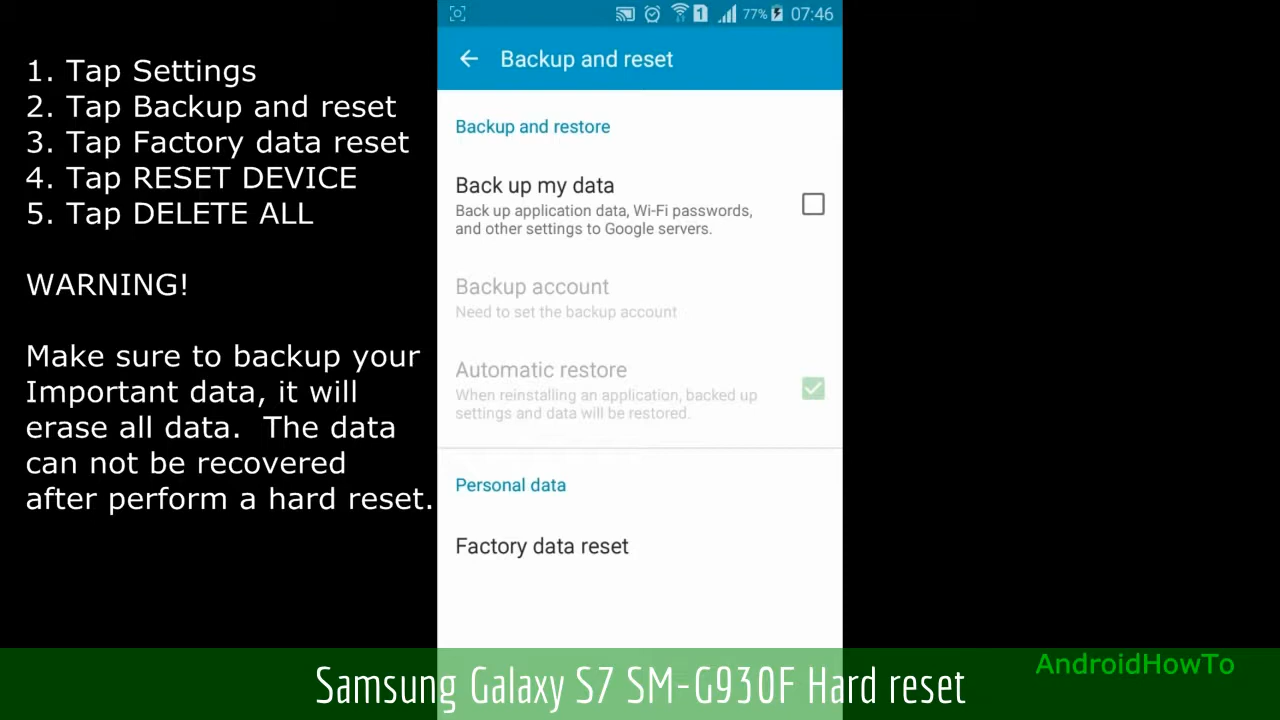 1. Tap Settings
2. Tap Backup and reset
3. Tap Factory data reset
4. Tap RESET DEVICE
5. Tap DELETE ALL
WARNING!
Make sure to backup your
Important data, it will
erase all data.  The data
can not be recovered
after perform a hard reset.
1 77% 07:46
Backup and reset
Backup and restore
Back up my data
Back up application data, Wi-Fi passwords,
and other settings to Google servers.
Backup account
Need to set the backup account
Automatic restore
When reinstalling an application, backed up
settings and data will be restored.
Personal data
Factory data reset
AndroidHowTo
Samsung Galaxy S7 SM-G930F Hard reset